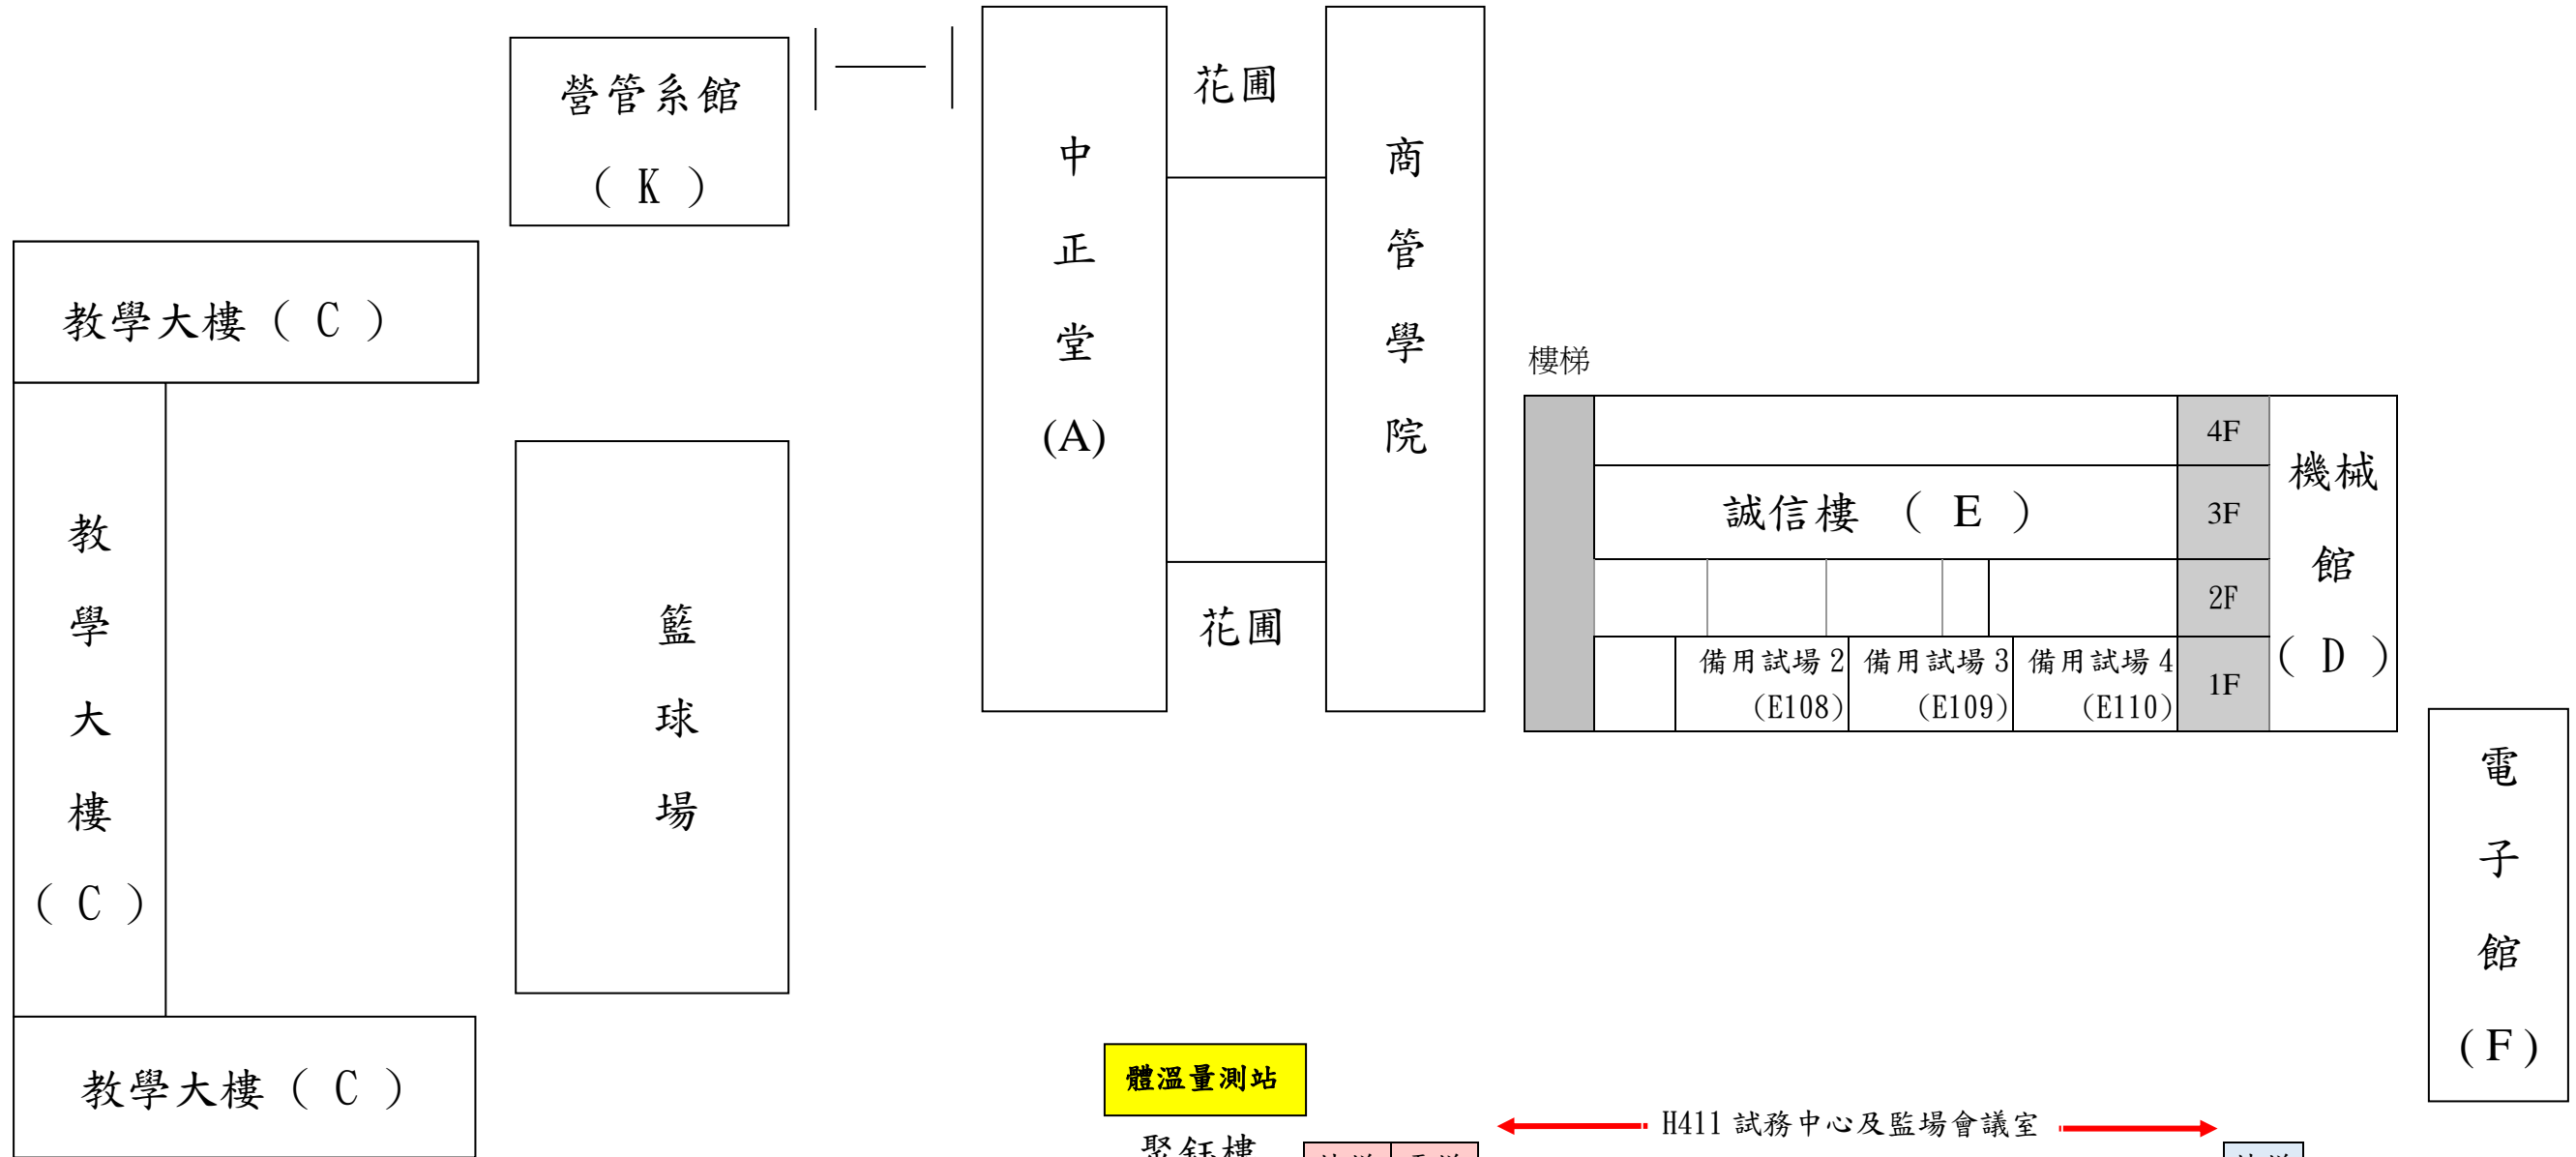 營管系館
( K )
中正堂(A)
花圃
商管學院
教學大樓 ( C )
樓梯
4F
誠信樓 ( E )
3F
2F
備用試場 2
(E108)
備用試場 3
(E109)
備用試場 4
(E110)
1F
機械
館
( D )
教學大樓
( C )
籃球場
花圃
電子館
(F)
教學大樓 ( C )
體溫量測站
H411 試務中心及監場會議室
聚鈺樓